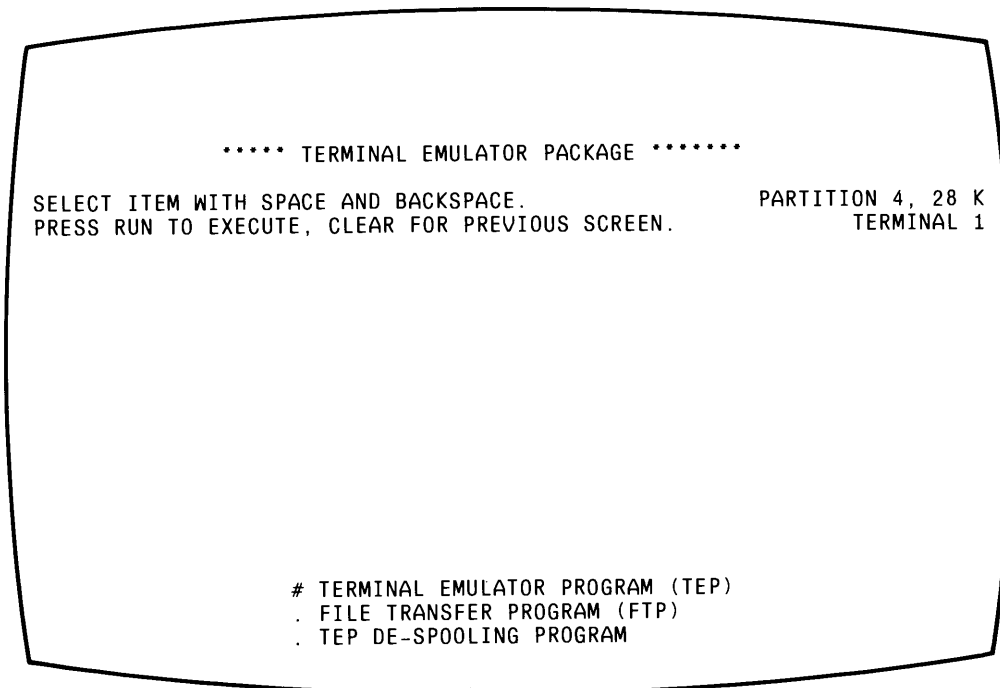 ***** TERMINAL EMULATOR PACKAGE *******
SELECT ITEM WITH SPACE AND BACKSPACE. PARTITION 4, 28 K
PRESS RUN TO EXECUTE, CLEAR FOR PREVIOUS SCREEN. TERMINAL 1
# TERMINAL EMULATOR PROGRAM (TEP)
. FILE TRANSFER PROGRAM (FTP)
. TEP DE-SPOOLING PROGRAM